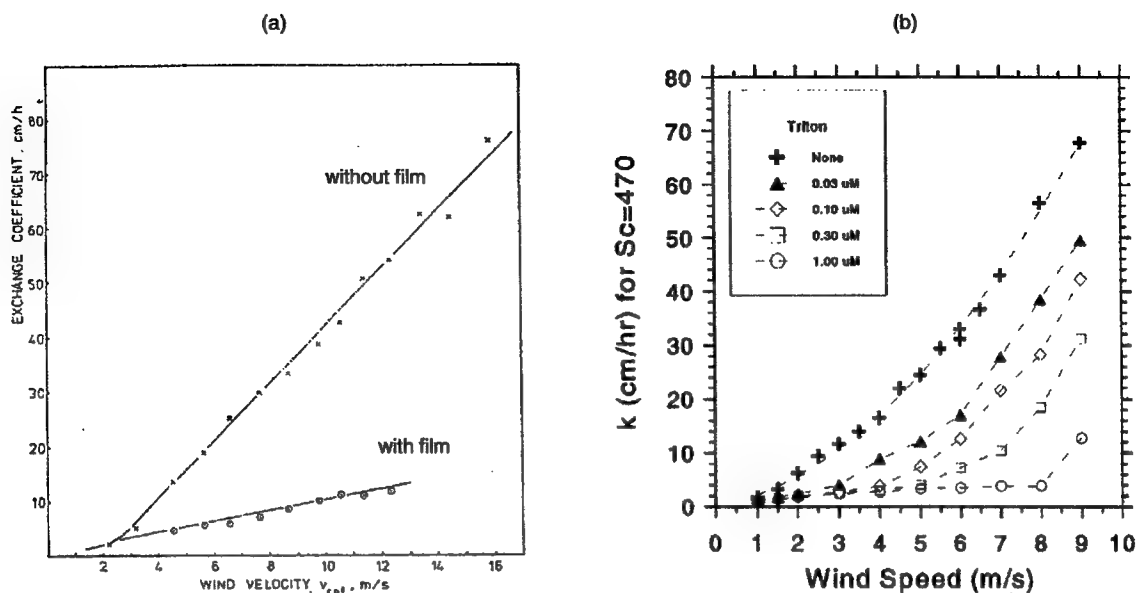 (a)
EXCHANGE COEFFICIENT, cm/h
80
70
60
50
40
30
20
10
without film
with film
2 4 6 8 10 12 14 16
WIND VELOCITY, v_rel, m/s
(b)
k (cm/hr) for Sc=470
80
70
60
50
40
30
20
10
0
Triton
None
0.03 uM
0.10 uM
0.30 uM
1.00 uM
0 1 2 3 4 5 6 7 8 9 10
Wind Speed (m/s)